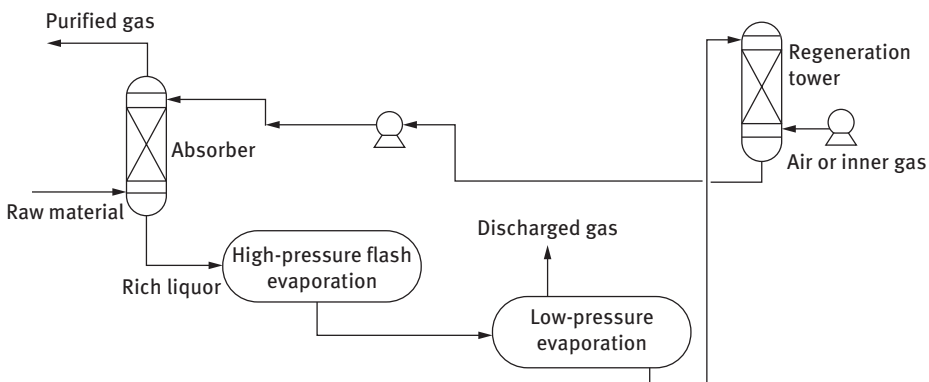 Purified gas
Regeneration
tower
Absorber
Air or inner gas
Raw material
Discharged gas
High-pressure flash
evaporation
Rich liquor
Low-pressure
evaporation